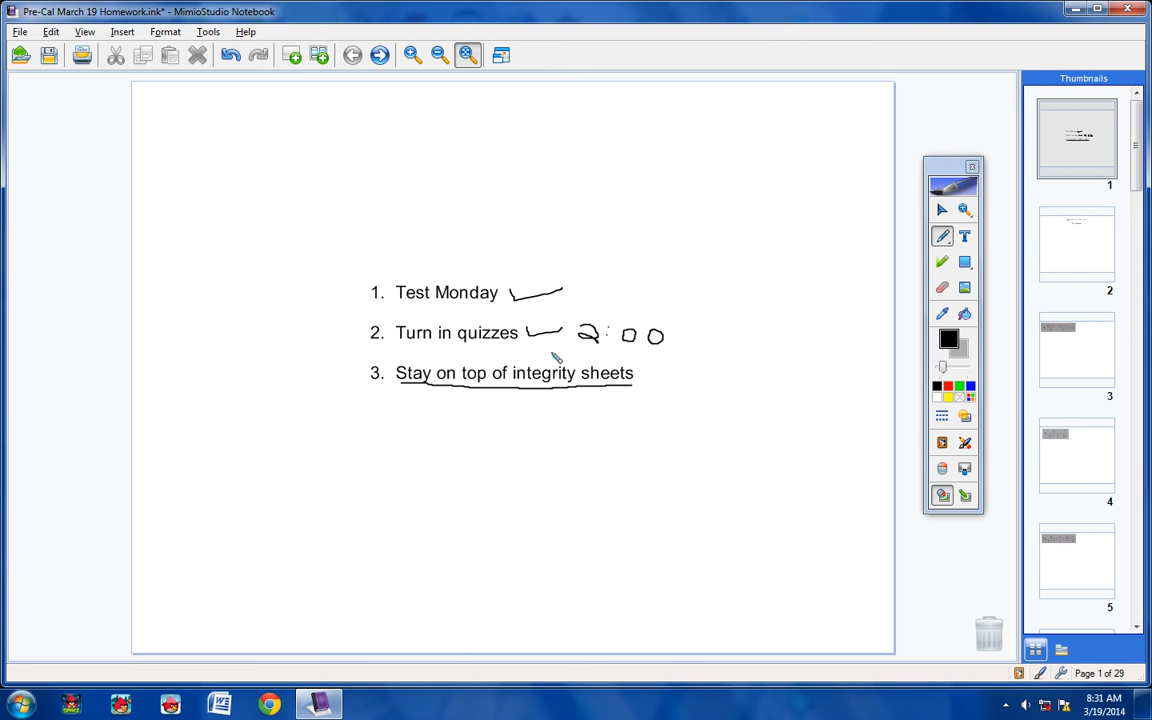 Pre-Cal March 19 Homework.ink* - MimioStudio Notebook
File Edit View Insert Format Tools Help
Thumbnails
1
2
3
4
5
1. Test Monday
2. Turn in quizzes 2:00
3. Stay on top of integrity sheets
T
W
Page 1 of 29
8:31 AM
3/19/2014